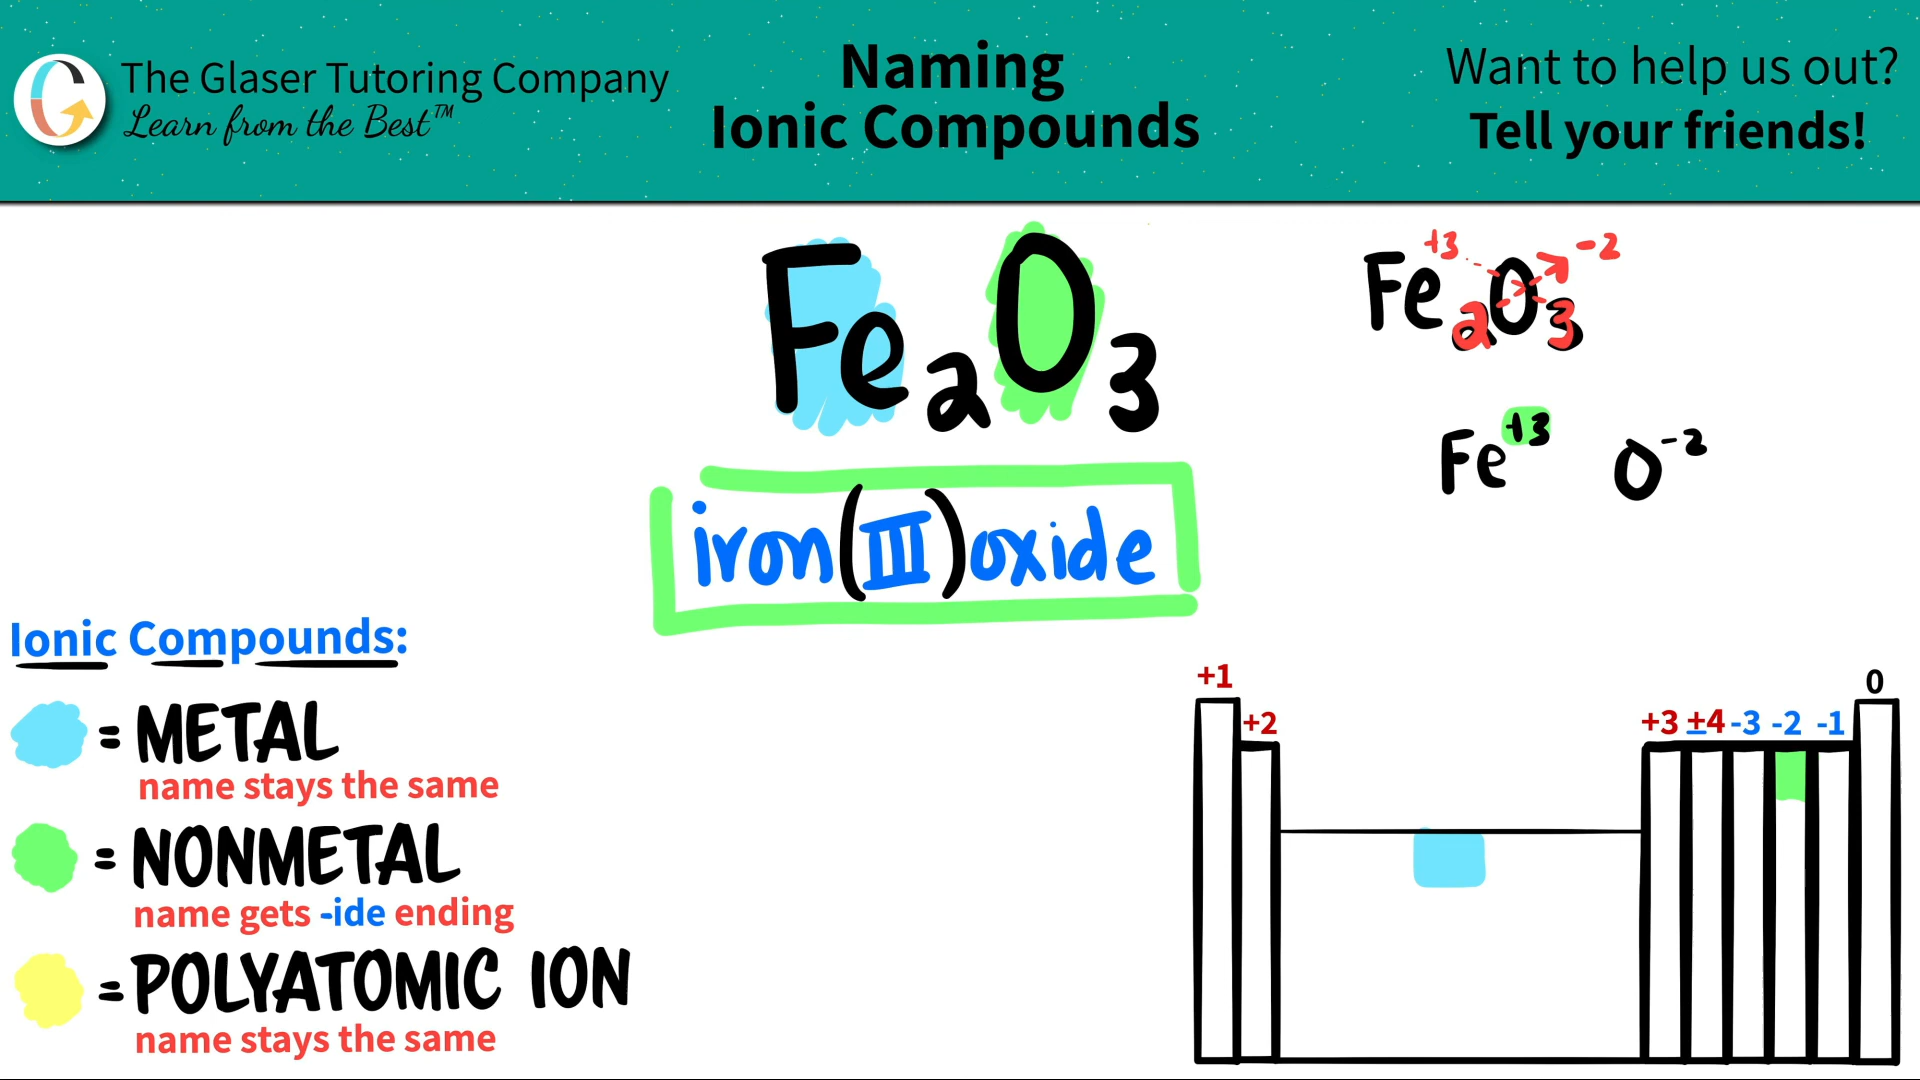 The Glaser Tutoring Company
Learn from the Best™
Naming
Ionic Compounds
Want to help us out?
Tell your friends!
Fe₂O₃
iron(III)oxide
+3 -2
Fe₂O₃
Fe⁺³ O⁻²
Ionic Compounds:
= METAL
name stays the same
= NONMETAL
name gets -ide ending
= POLYATOMIC ION
name stays the same
+1
+2
+3 ±4 -3 -2 -1
0